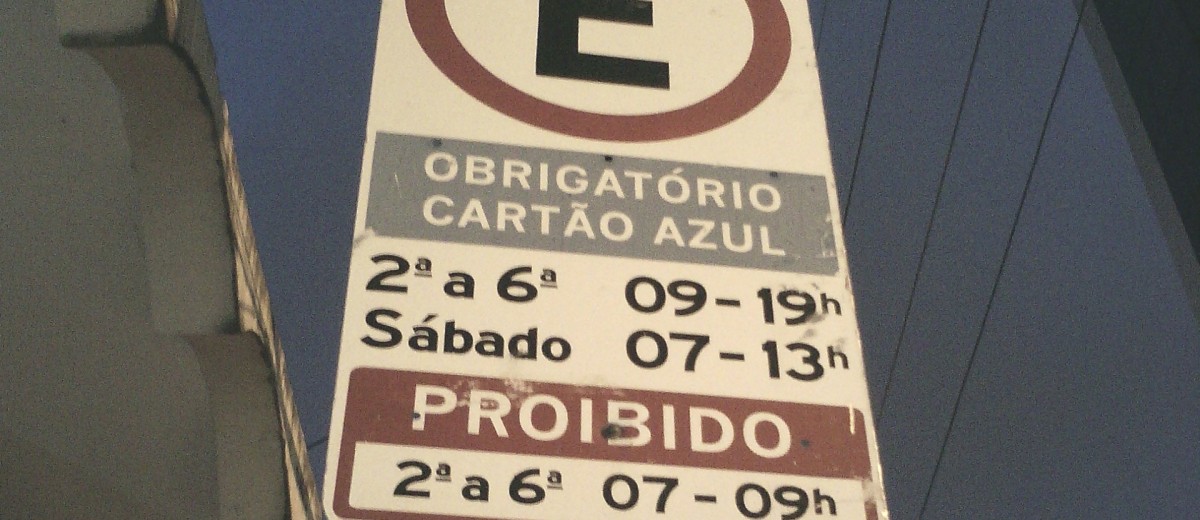 E
OBRIGATÓRIO
CARTÃO AZUL
2ª a 6ª 09 - 19h
Sábado 07 - 13h
PROIBIDO
2ª a 6ª 07 - 09h